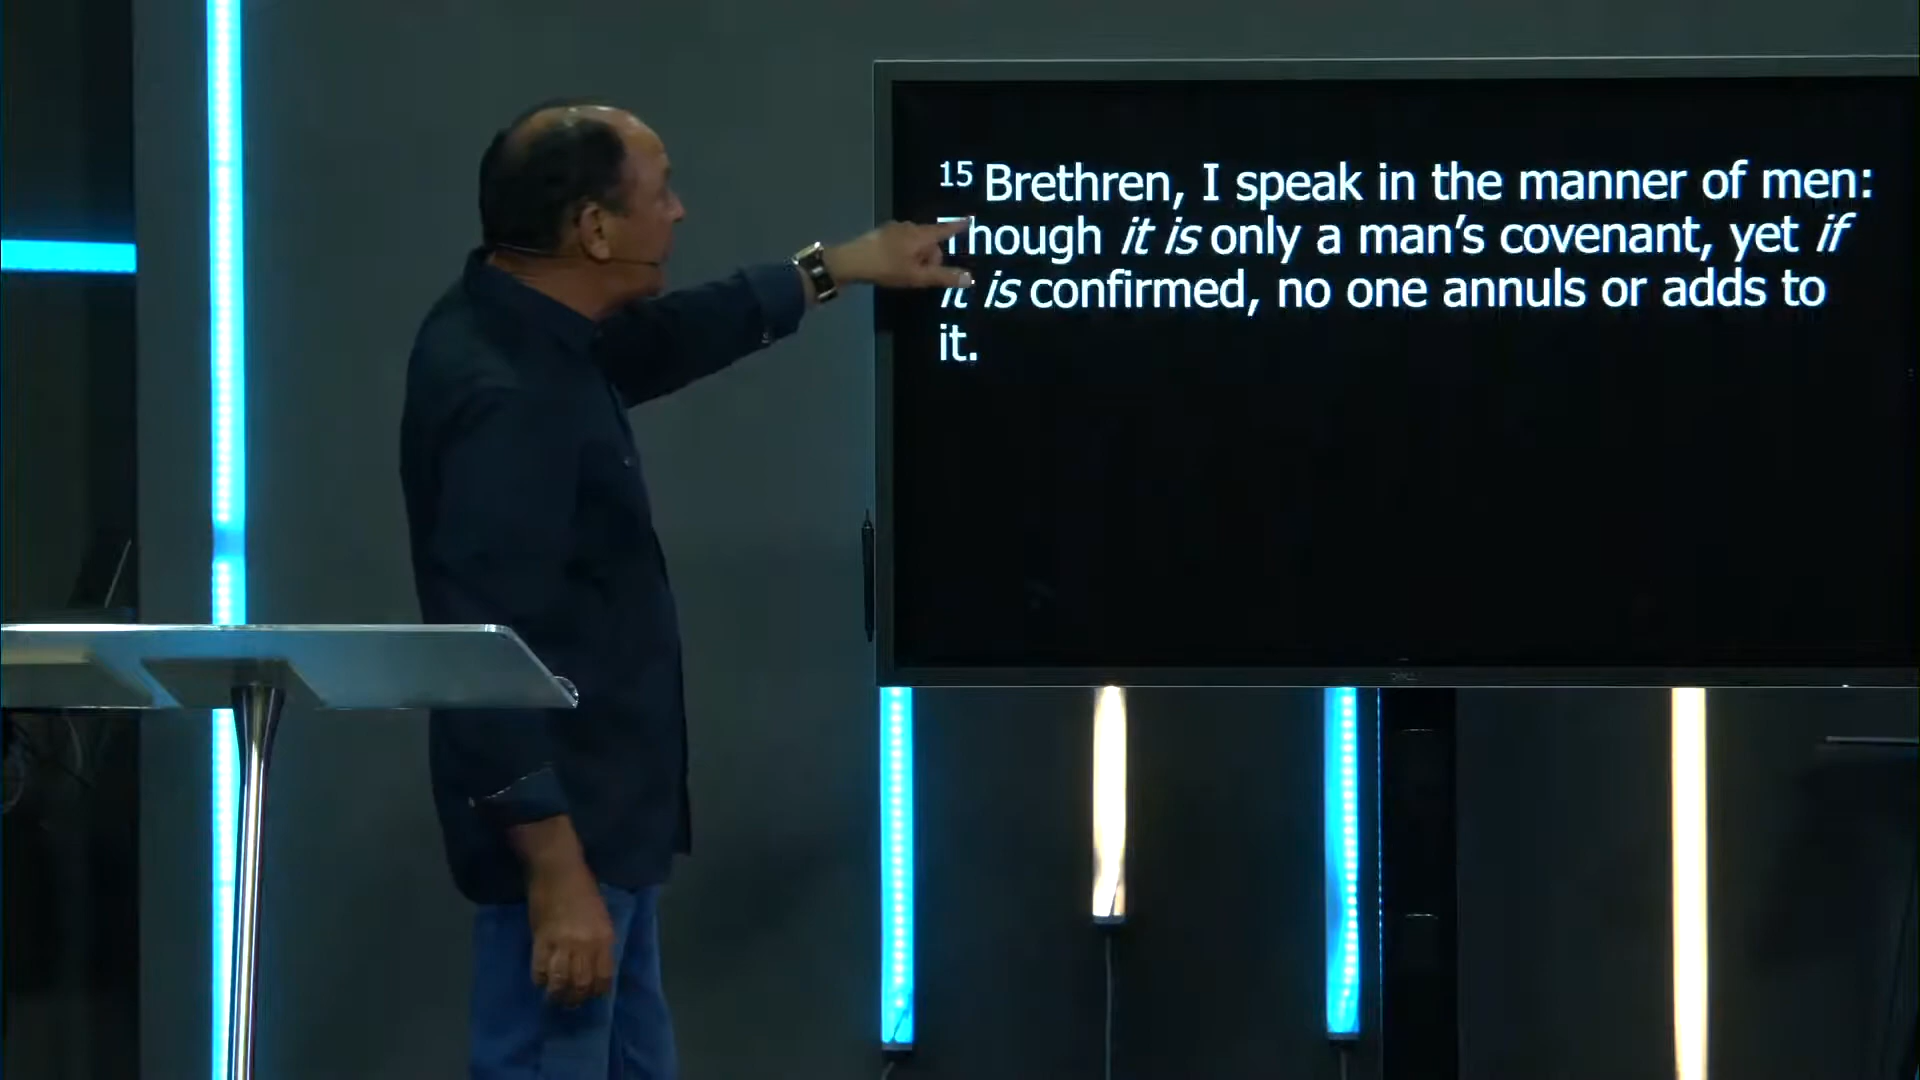 15 Brethren, I speak in the manner of men:
Though it is only a man’s covenant, yet if
it is confirmed, no one annuls or adds to
it.
DELL